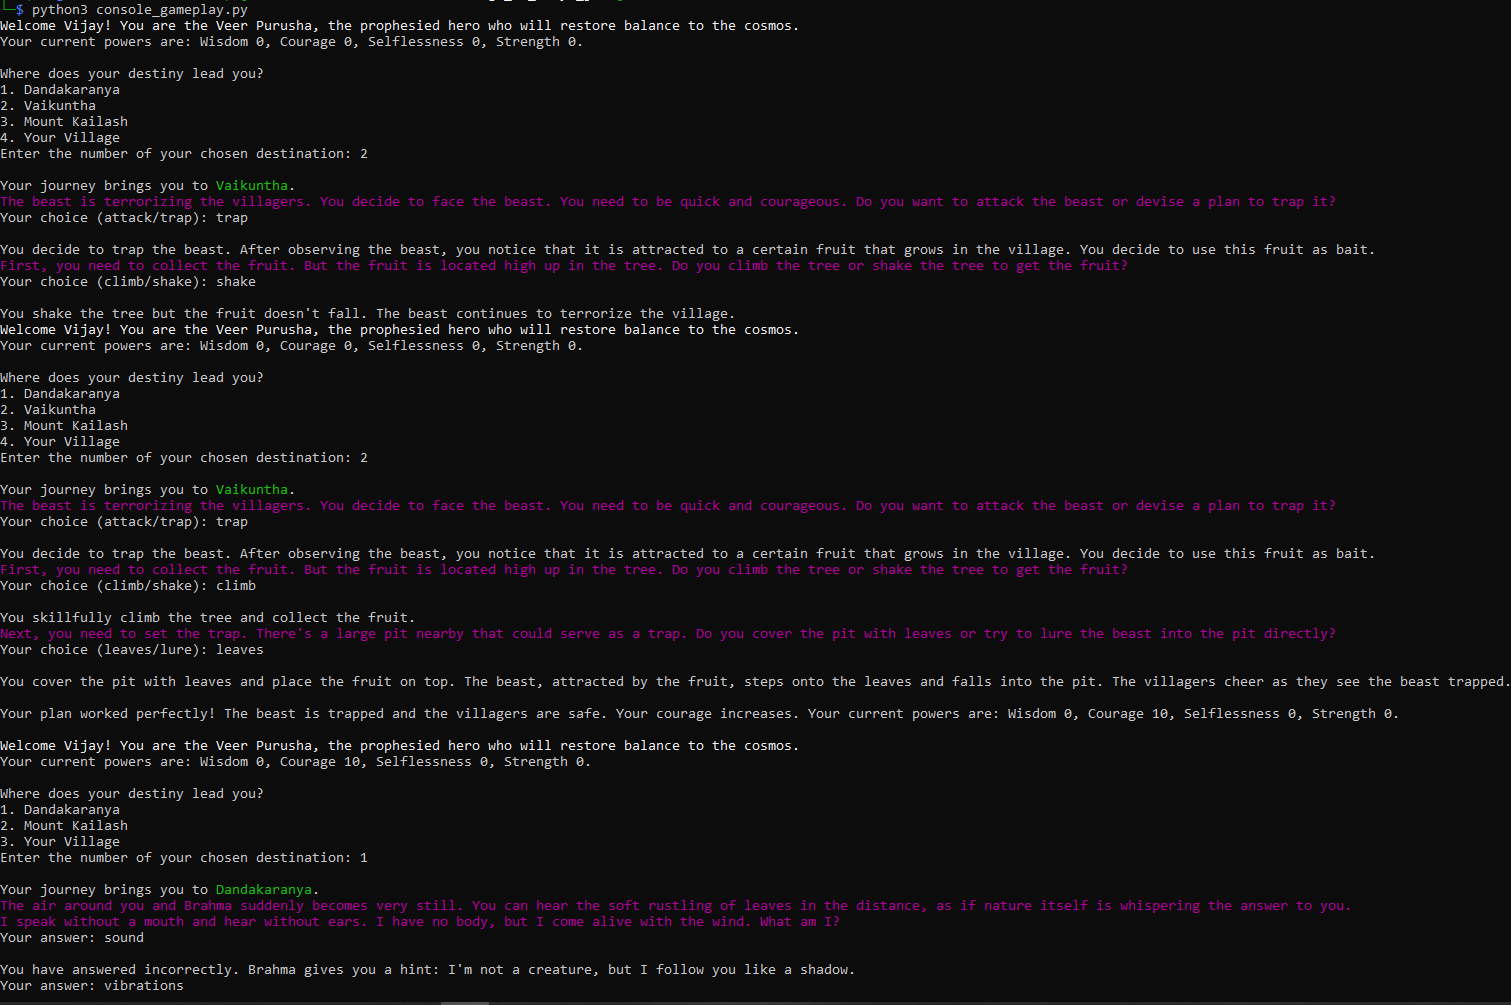 └─$ python3 console_gameplay.py
Welcome Vijay! You are the Veer Purusha, the prophesied hero who will restore balance to the cosmos.
Your current powers are: Wisdom 0, Courage 0, Selflessness 0, Strength 0.
Where does your destiny lead you?
1. Dandakaranya
2. Vaikuntha
3. Mount Kailash
4. Your Village
Enter the number of your chosen destination: 2
Your journey brings you to Vaikuntha.
The beast is terrorizing the villagers. You decide to face the beast. You need to be quick and courageous. Do you want to attack the beast or devise a plan to trap it?
Your choice (attack/trap): trap
You decide to trap the beast. After observing the beast, you notice that it is attracted to a certain fruit that grows in the village. You decide to use this fruit as bait.
First, you need to collect the fruit. But the fruit is located high up in the tree. Do you climb the tree or shake the tree to get the fruit?
Your choice (climb/shake): shake
You shake the tree but the fruit doesn't fall. The beast continues to terrorize the village.
Welcome Vijay! You are the Veer Purusha, the prophesied hero who will restore balance to the cosmos.
Your current powers are: Wisdom 0, Courage 0, Selflessness 0, Strength 0.
Where does your destiny lead you?
1. Dandakaranya
2. Vaikuntha
3. Mount Kailash
4. Your Village
Enter the number of your chosen destination: 2
Your journey brings you to Vaikuntha.
The beast is terrorizing the villagers. You decide to face the beast. You need to be quick and courageous. Do you want to attack the beast or devise a plan to trap it?
Your choice (attack/trap): trap
You decide to trap the beast. After observing the beast, you notice that it is attracted to a certain fruit that grows in the village. You decide to use this fruit as bait.
First, you need to collect the fruit. But the fruit is located high up in the tree. Do you climb the tree or shake the tree to get the fruit?
Your choice (climb/shake): climb
You skillfully climb the tree and collect the fruit.
Next, you need to set the trap. There's a large pit nearby that could serve as a trap. Do you cover the pit with leaves or try to lure the beast into the pit directly?
Your choice (leaves/lure): leaves
You cover the pit with leaves and place the fruit on top. The beast, attracted by the fruit, steps onto the leaves and falls into the pit. The villagers cheer as they see the beast trapped.
Your plan worked perfectly! The beast is trapped and the villagers are safe. Your courage increases. Your current powers are: Wisdom 0, Courage 10, Selflessness 0, Strength 0.
Welcome Vijay! You are the Veer Purusha, the prophesied hero who will restore balance to the cosmos.
Your current powers are: Wisdom 0, Courage 10, Selflessness 0, Strength 0.
Where does your destiny lead you?
1. Dandakaranya
2. Mount Kailash
3. Your Village
Enter the number of your chosen destination: 1
Your journey brings you to Dandakaranya.
The air around you and Brahma suddenly becomes very still. You can hear the soft rustling of leaves in the distance, as if nature itself is whispering the answer to you.
I speak without a mouth and hear without ears. I have no body, but I come alive with the wind. What am I?
Your answer: sound
You have answered incorrectly. Brahma gives you a hint: I'm not a creature, but I follow you like a shadow.
Your answer: vibrations